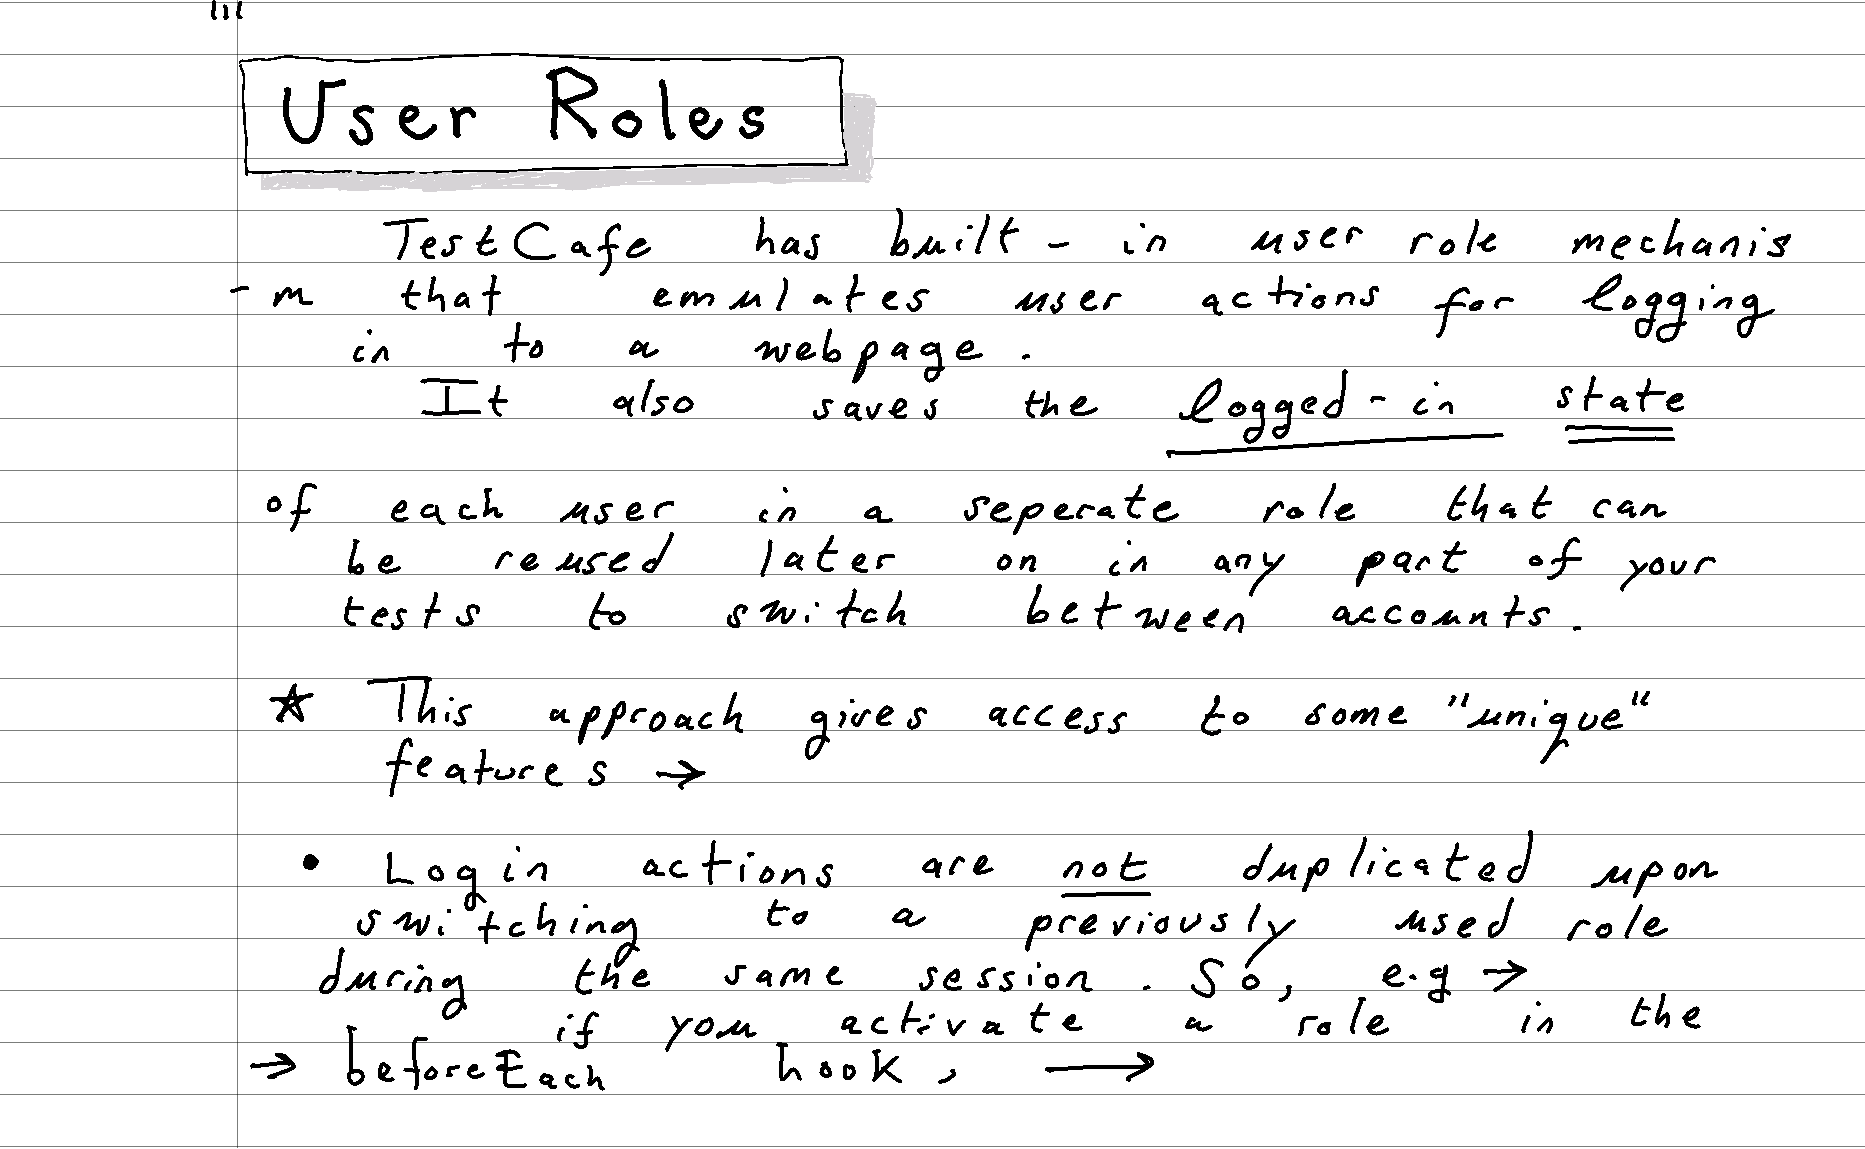 User Roles
TestCafe has built - in user role mechanis
- m that emulates user actions for logging
in to a webpage.
It also saves the logged - in state
of each user in a seperate role that can
be reused later on in any part of your
tests to switch between accounts.
☆ This approach gives access to some "unique"
features →
• Login actions are not duplicated upon
switching to a previously used role
during the same session. So, e.g →
if you activate a role in the
→ beforeEach hook, →